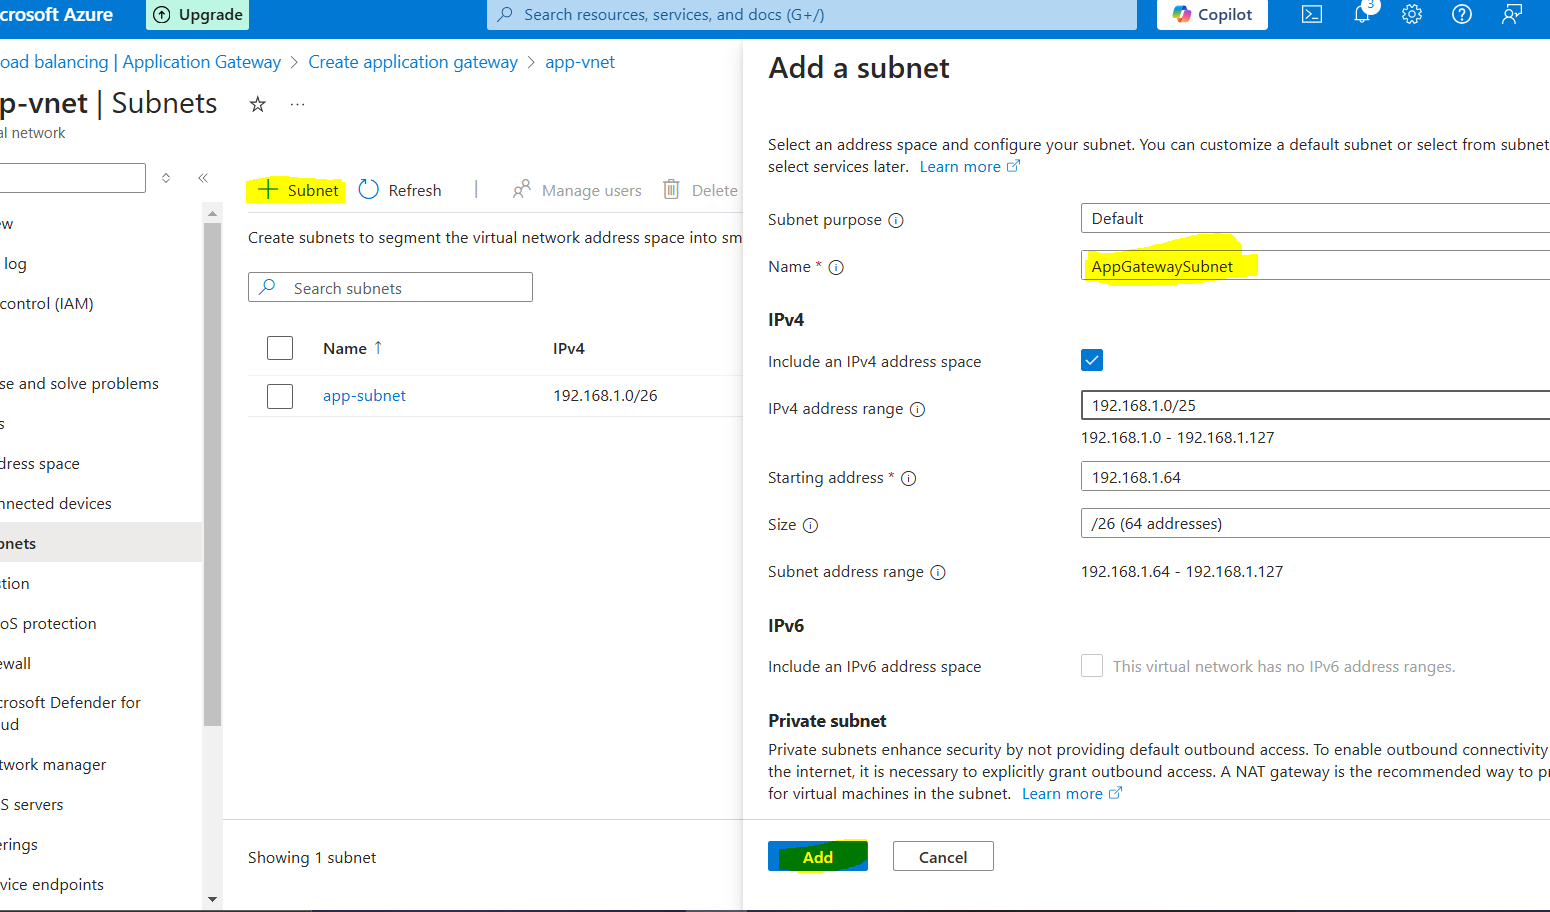 crosoft Azure
Upgrade
Search resources, services, and docs (G+/)
Copilot
3
oad balancing | Application Gateway > Create application gateway > app-vnet
p-vnet | Subnets
al network
Subnet
Refresh
Manage users
Delete
Create subnets to segment the virtual network address space into sm
Search subnets
Name ↑ IPv4
app-subnet 192.168.1.0/26
Showing 1 subnet
w
log
control (IAM)
se and solve problems
s
dress space
nnected devices
bnets
stion
oS protection
ewall
crosoft Defender for
ud
twork manager
S servers
erings
vice endpoints
Add a subnet
Select an address space and configure your subnet. You can customize a default subnet or select from subnet
select services later. Learn more
Subnet purpose Default
Name * AppGatewaySubnet
IPv4
Include an IPv4 address space
IPv4 address range 192.168.1.0/25
192.168.1.0 - 192.168.1.127
Starting address * 192.168.1.64
Size /26 (64 addresses)
Subnet address range 192.168.1.64 - 192.168.1.127
IPv6
Include an IPv6 address space This virtual network has no IPv6 address ranges.
Private subnet
Private subnets enhance security by not providing default outbound access. To enable outbound connectivity
the internet, it is necessary to explicitly grant outbound access. A NAT gateway is the recommended way to pr
for virtual machines in the subnet. Learn more
Add
Cancel